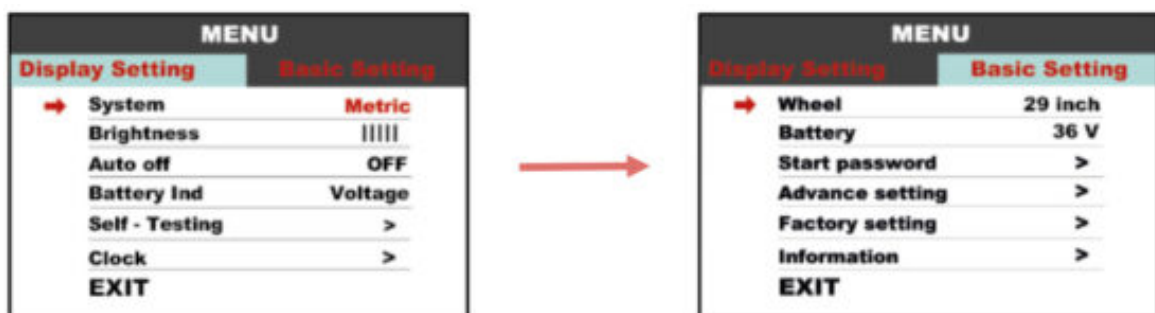 MENU
Display Setting Basic Setting
System Metric
Brightness |||||
Auto off OFF
Battery Ind Voltage
Self - Testing >
Clock >
EXIT
MENU
Display Setting Basic Setting
Wheel 29 inch
Battery 36 V
Start password >
Advance setting >
Factory setting >
Information >
EXIT